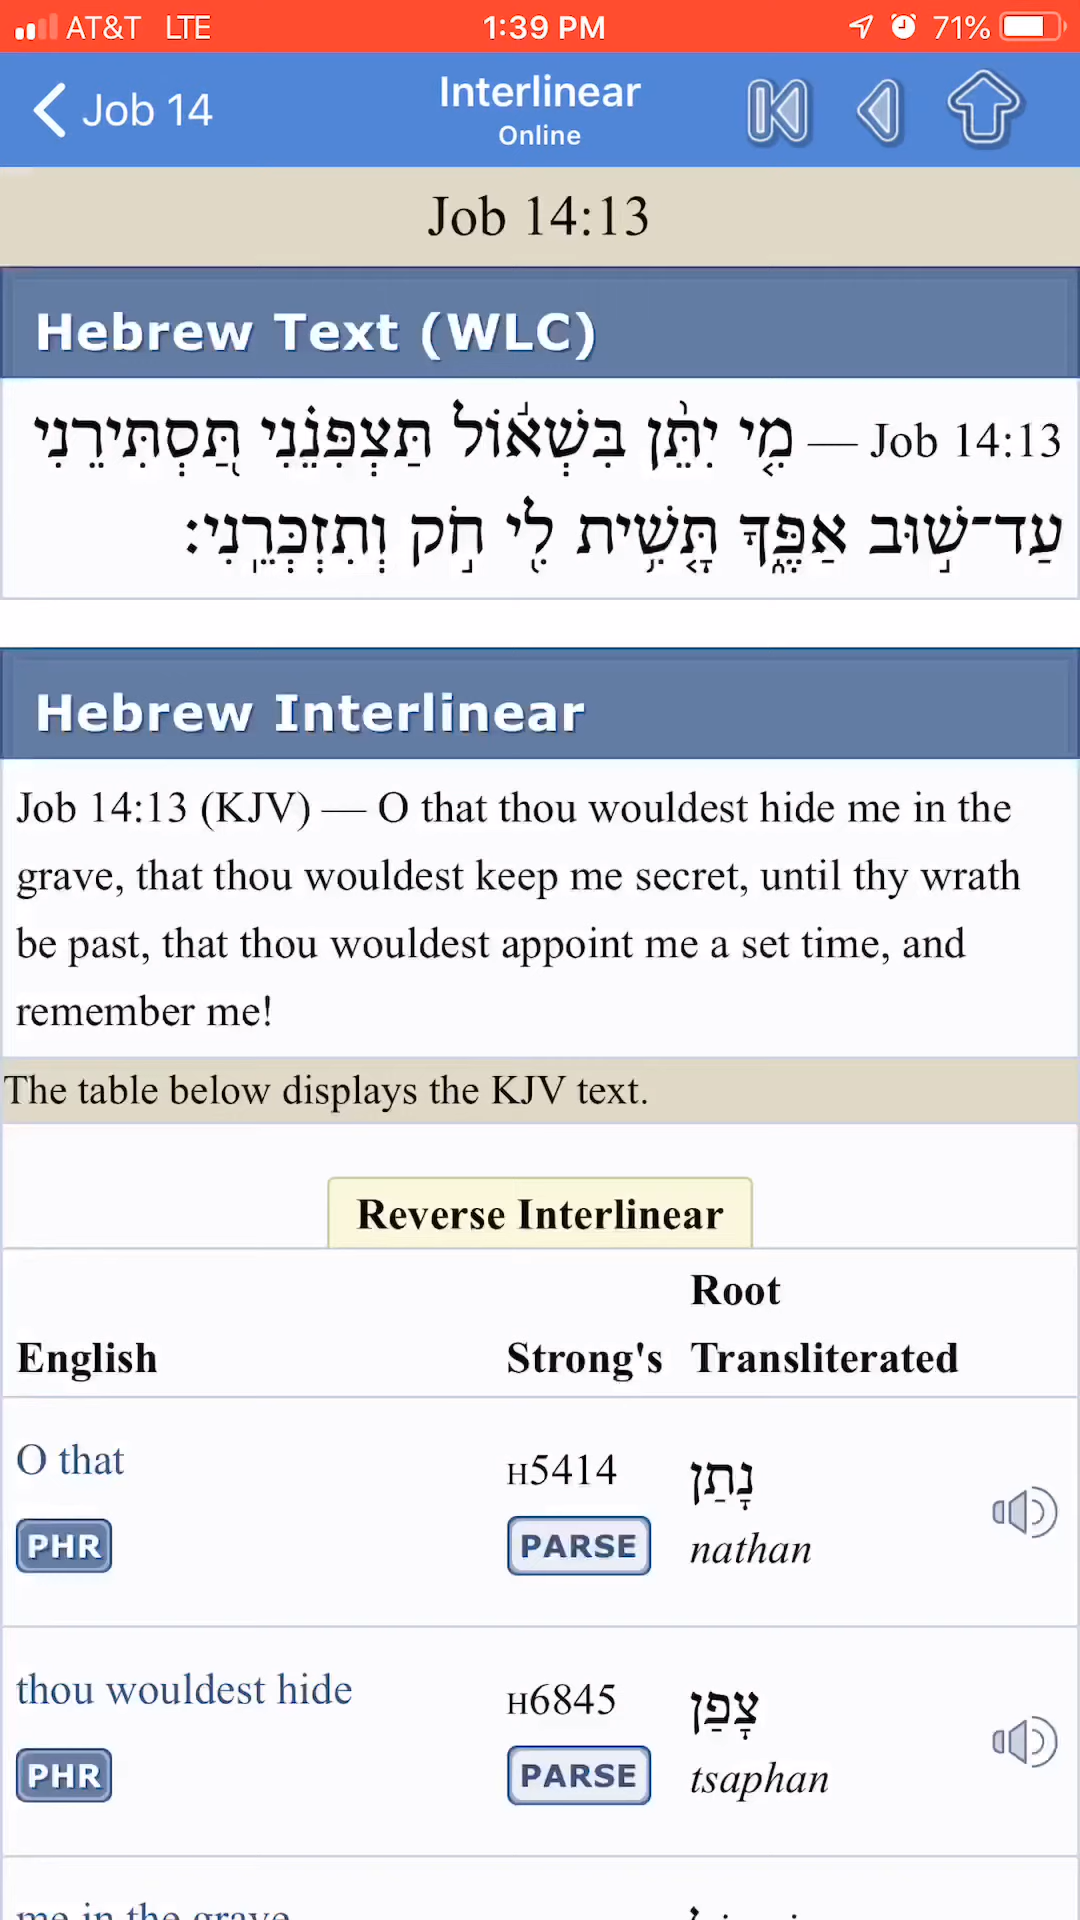 AT&T LTE 1:39 PM 71%
Job 14 Interlinear
Online
Job 14:13
Hebrew Text (WLC)
Job 14:13 — מִ֤י יִתֵּ֨ן בִּשְׁא֬וֹל תַּצְפִּנֵ֗נִי תַּ֭סְתִּירֵנִי
עַד־שׁ֣וּב אַפֶּ֑ךָ תָּ֤שִׁ֥ית לִ֖י חֹ֣ק וְתִזְכְּרֵֽנִי׃
Hebrew Interlinear
Job 14:13 (KJV) — O that thou wouldest hide me in the
grave, that thou wouldest keep me secret, until thy wrath
be past, that thou wouldest appoint me a set time, and
remember me!
The table below displays the KJV text.
Reverse Interlinear
Root
English Strong's Transliterated
O that H5414 נָתַן
PHR PARSE nathan
thou wouldest hide H6845 צָפַן
PHR PARSE tsaphan
me in the grave